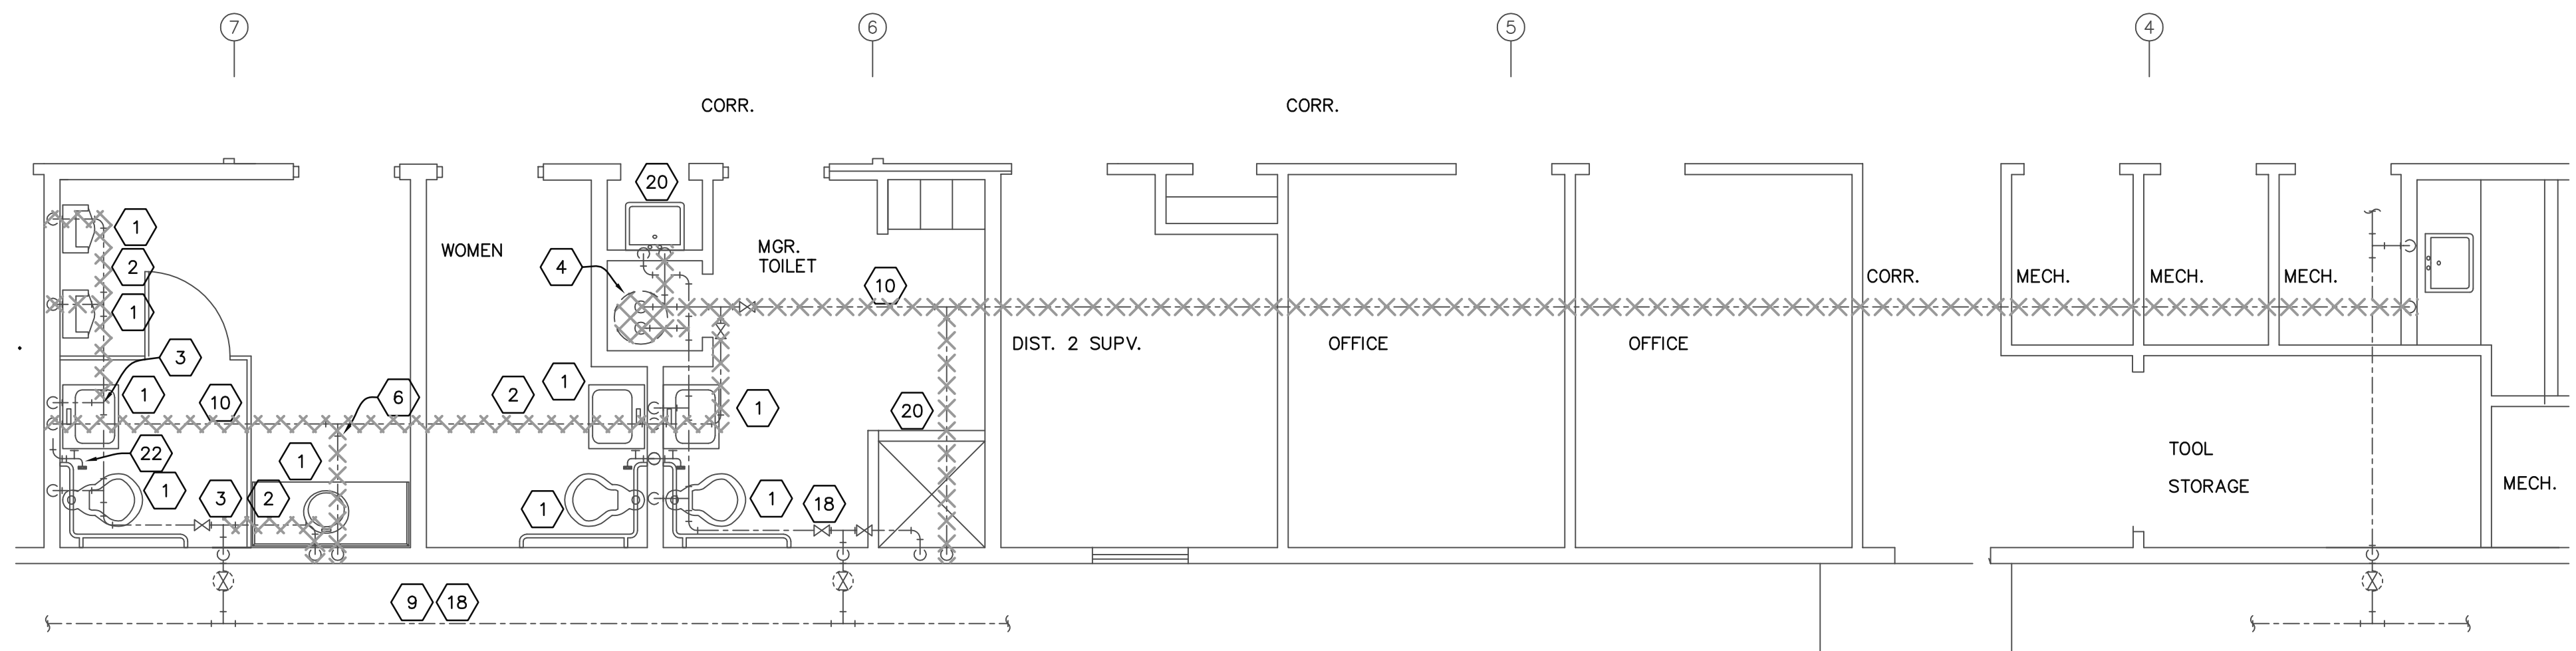 7
6
5
4
CORR.
CORR.
20
1
WOMEN
MGR.
TOILET
2
4
10
CORR.
MECH.
MECH.
MECH.
1
3
DIST. 2 SUPV.
OFFICE
OFFICE
1
10
6
2
1
1
20
22
1
TOOL
1
3
2
1
1
18
STORAGE
MECH.
9
18